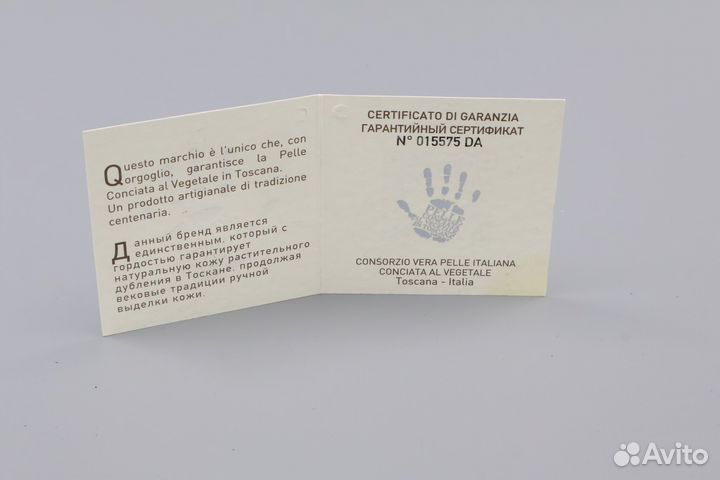 Questo marchio è l'unico che, con
orgoglio, garantisce la Pelle
Conciata al Vegetale in Toscana.
Un prodotto artigianale di tradizione
centenaria.
Данный бренд является
единственным, который с
гордостью гарантирует
натуральную кожу растительного
дубления в Тоскане, продолжая
вековые традиции ручной
выделки кожи.
CERTIFICATO DI GARANZIA
ГАРАНТИЙНЫЙ СЕРТИФИКАТ
N° 015575 DA
PELLE
CONSORZIO VERA PELLE ITALIANA
CONCIATA AL VEGETALE
Toscana - Italia
Avito